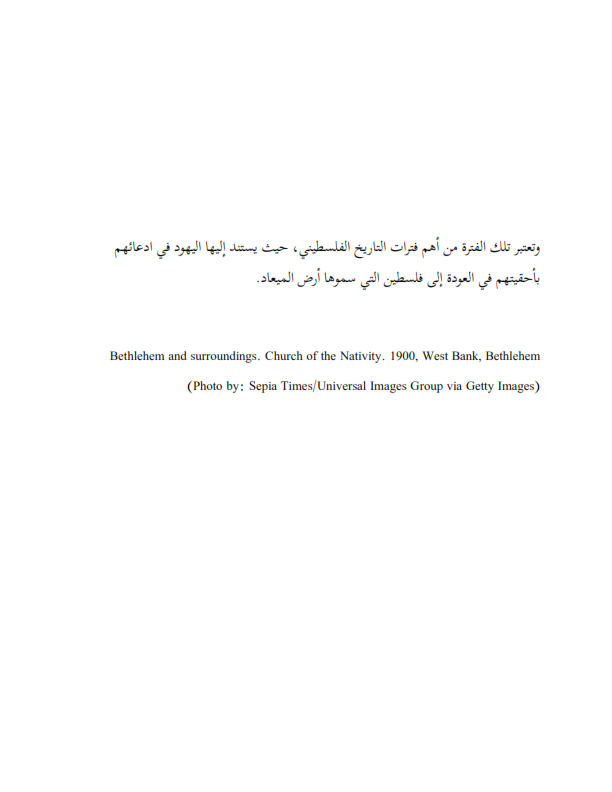 وتعتبر تلك الفترة من أهم فترات التاريخ الفلسطيني، حيث يستند إليها اليهود في ادعائهم
بأحقيتهم في العودة إلى فلسطين التي سموها أرض الميعاد.
Bethlehem and surroundings. Church of the Nativity. 1900, West Bank, Bethlehem
(Photo by: Sepia Times/Universal Images Group via Getty Images)